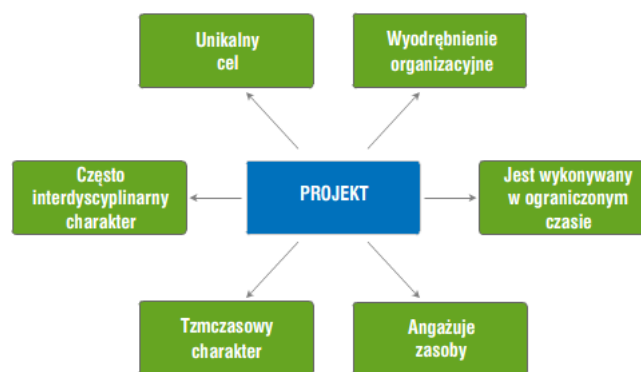 Unikalny
cel
Wyodrębnienie
organizacyjne
Często
interdyscyplinarny
charakter
PROJEKT
Jest wykonywany
w ograniczonym
czasie
Tzmczasowy
charakter
Angażuje
zasoby